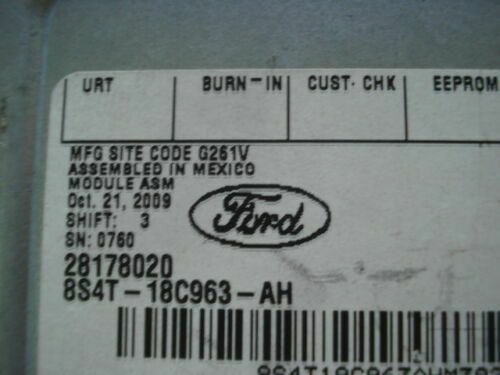 URT BURN-IN CUST. CHK EEPROM
MFG SITE CODE G261V
ASSEMBLED IN MEXICO
MODULE ASM
Oct. 21, 2009
SHIFT: 3
SN: 0760
Ford
28178020
8S4T-18C963-AH